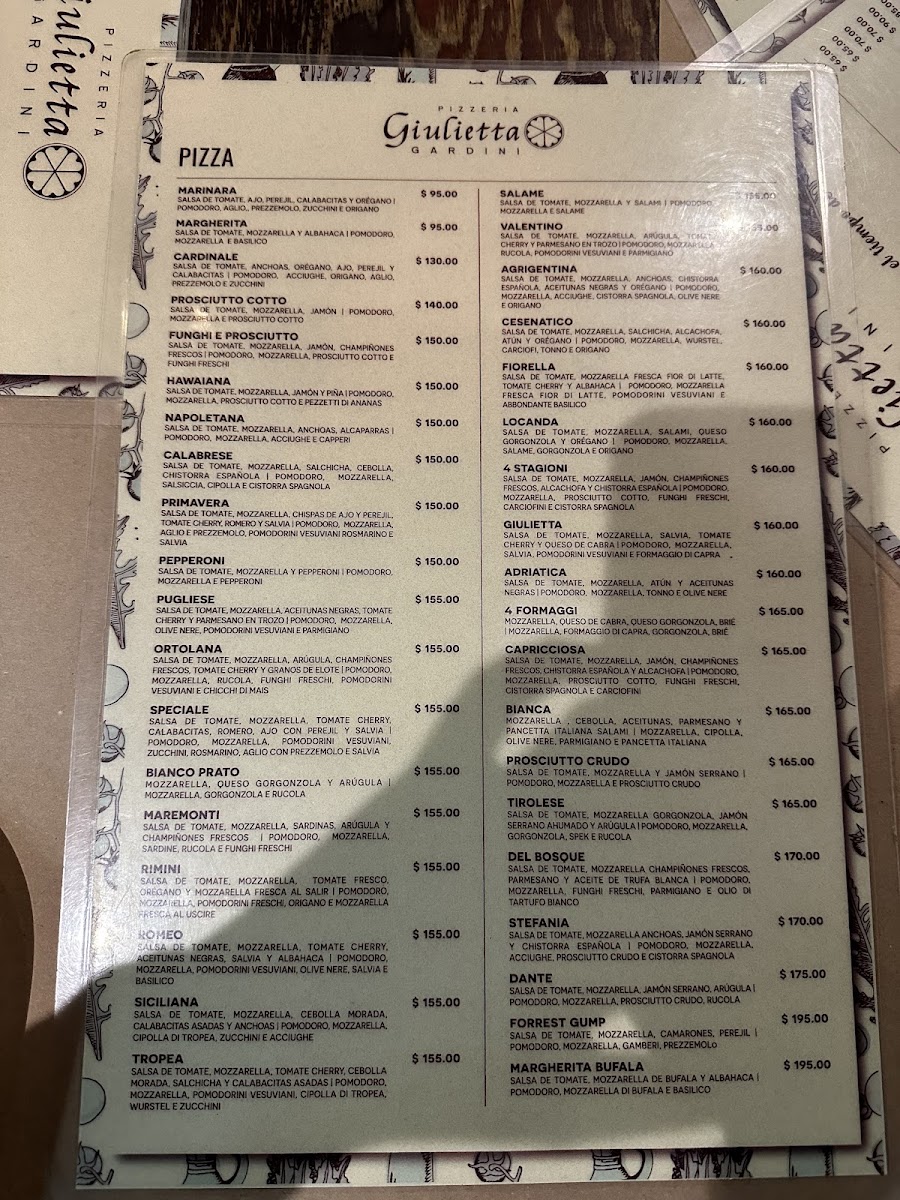 PIZZERIA
Giulietta
GARDINI
PIZZERIA
Giulietta
GARDINI
PIZZA
MARINARA $ 95.00
SALSA DE TOMATE, AJO, PEREJIL, CALABACITAS Y ORÉGANO |
POMODORO, AGLIO,, PREZZEMOLO, ZUCCHINI E ORIGANO
MARGHERITA $ 95.00
SALSA DE TOMATE, MOZZARELLA Y ALBAHACA | POMODORO,
MOZZARELLA E BASILICO
CARDINALE $ 130.00
SALSA DE TOMATE, ANCHOAS, ORÉGANO, AJO, PEREJIL Y
CALABACITAS | POMODORO, ACCIUGHE, ORIGANO, AGLIO,
PREZZEMOLO E ZUCCHINI
PROSCIUTTO COTTO $ 140.00
SALSA DE TOMATE, MOZZARELLA, JAMÓN | POMODORO,
MOZZARELLA E PROSCIUTTO COTTO
FUNGHI E PROSCIUTTO $ 150.00
SALSA DE TOMATE, MOZZARELLA, JAMÓN, CHAMPIÑONES
FRESCOS | POMODORO, MOZZARELLA, PROSCIUTTO COTTO E
FUNGHI FRESCHI
HAWAIANA $ 150.00
SALSA DE TOMATE, MOZZARELLA, JAMÓN Y PIÑA | POMODORO,
MOZZARELLA, PROSCIUTTO COTTO E PEZZETTI DI ANANAS
NAPOLETANA $ 150.00
SALSA DE TOMATE, MOZZARELLA, ANCHOAS, ALCAPARRAS |
POMODORO, MOZZARELLA, ACCIUGHE E CAPPERI
CALABRESE $ 150.00
SALSA DE TOMATE, MOZZARELLA, SALCHICHA, CEBOLLA,
CHISTORRA ESPAÑOLA | POMODORO, MOZZARELLA,
SALSICCIA, CIPOLLA E CISTORRA SPAGNOLA
PRIMAVERA $ 150.00
SALSA DE TOMATE, MOZZARELLA, CHISPAS DE AJO Y PEREJIL,
TOMATE CHERRY, ROMERO Y SALVIA | POMODORO, MOZZARELLA,
AGLIO E PREZZEMOLO, POMODORINI VESUVIANI ROSMARINO E
SALVIA
PEPPERONI $ 150.00
SALSA DE TOMATE, MOZZARELLA Y PEPPERONI | POMODORO,
MOZZARELLA E PEPPERONI
PUGLIESE $ 155.00
SALSA DE TOMATE, MOZZARELLA, ACEITUNAS NEGRAS, TOMATE
CHERRY Y PARMESANO EN TROZO | POMODORO, MOZZARELLA,
OLIVE NERE, POMODORINI VESUVIANI E PARMIGIANO
ORTOLANA $ 155.00
SALSA DE TOMATE, MOZZARELLA, ARÚGULA, CHAMPIÑONES
FRESCOS, TOMATE CHERRY Y GRANOS DE ELOTE | POMODORO,
MOZZARELLA, RUCOLA, FUNGHI FRESCHI, POMODORINI
VESUVIANI E CHICCHI DI MAIS
SPECIALE $ 155.00
SALSA DE TOMATE, MOZZARELLA, TOMATE CHERRY,
CALABACITAS, ROMERO, AJO CON PEREJIL Y SALVIA |
POMODORO, MOZZARELLA, POMODORINI VESUVIANI,
ZUCCHINI, ROSMARINO, AGLIO CON PREZZEMOLO E SALVIA
BIANCO PRATO $ 155.00
MOZZARELLA, QUESO GORGONZOLA Y ARÚGULA |
MOZZARELLA, GORGONZOLA E RUCOLA
MAREMONTI $ 155.00
SALSA DE TOMATE, MOZZARELLA, SARDINAS, ARÚGULA Y
CHAMPIÑONES FRESCOS | POMODORO, MOZZARELLA,
SARDINE, RUCOLA E FUNGHI FRESCHI
RIMINI $ 155.00
SALSA DE TOMATE, MOZZARELLA, TOMATE FRESCO,
ORÉGANO Y MOZZARELLA FRESCA AL SALIR | POMODORO,
MOZZARELLA, POMODORINI FRESCHI, ORIGANO E MOZZARELLA
FRESCA AL USCIRE
ROMEO $ 155.00
SALSA DE TOMATE, MOZZARELLA, TOMATE CHERRY,
ACEITUNAS NEGRAS, SALVIA Y ALBAHACA | POMODORO,
MOZZARELLA, POMODORINI VESUVIANI, OLIVE NERE, SALVIA E
BASILICO
SICILIANA $ 155.00
SALSA DE TOMATE, MOZZARELLA, CEBOLLA MORADA,
CALABACITAS ASADAS Y ANCHOAS | POMODORO, MOZZARELLA,
CIPOLLA DI TROPEA, ZUCCHINI E ACCIUGHE
TROPEA $ 155.00
SALSA DE TOMATE, MOZZARELLA, TOMATE CHERRY, CEBOLLA
MORADA, SALCHICHA Y CALABACITAS ASADAS | POMODORO,
MOZZARELLA, POMODORINI VESUVIANI, CIPOLLA DI TROPEA,
WURSTEL E ZUCCHINI
SALAME 155.00
SALSA DE TOMATE, MOZZARELLA Y SALAMI | POMODORO,
MOZZARELLA E SALAME
VALENTINO
SALSA DE TOMATE, MOZZARELLA, ARÚGULA, TOMATE
CHERRY Y PARMESANO EN TROZO | POMODORO, MOZZARELLA,
RUCOLA, POMODORINI VESUVIANI E PARMIGIANO
AGRIGENTINA $ 160.00
SALSA DE TOMATE, MOZZARELLA, ANCHOAS, CHISTORRA
ESPAÑOLA, ACEITUNAS NEGRAS Y ORÉGANO | POMODORO,
MOZZARELLA, ACCIUGHE, CISTORRA SPAGNOLA, OLIVE NERE
E ORIGANO
CESENATICO $ 160.00
SALSA DE TOMATE, MOZZARELLA, SALCHICHA, ALCACHOFA,
ATÚN Y ORÉGANO | POMODORO, MOZZARELLA, WURSTEL,
CARCIOFI, TONNO E ORIGANO
FIORELLA $ 160.00
SALSA DE TOMATE, MOZZARELLA FRESCA FIOR DI LATTE,
TOMATE CHERRY Y ALBAHACA | POMODORO, MOZZARELLA
FRESCA FIOR DI LATTE, POMODORINI VESUVIANI E
ABBONDANTE BASILICO
LOCANDA $ 160.00
SALSA DE TOMATE, MOZZARELLA, SALAMI, QUESO
GORGONZOLA Y ORÉGANO | POMODORO, MOZZARELLA,
SALAME, GORGONZOLA E ORIGANO
4 STAGIONI $ 160.00
SALSA DE TOMATE, MOZZARELLA, JAMÓN, CHAMPIÑONES
FRESCOS, ALCACHOFA Y CHISTORRA ESPAÑOLA | POMODORO,
MOZZARELLA, PROSCIUTTO COTTO, FUNGHI FRESCHI,
CARCIOFINI E CISTORRA SPAGNOLA
GIULIETTA $ 160.00
SALSA DE TOMATE, MOZZARELLA, SALVIA, TOMATE
CHERRY Y QUESO DE CABRA | POMODORO, MOZZARELLA,
SALVIA, POMODORINI VESUVIANI E FORMAGGIO DI CAPRA
ADRIATICA $ 160.00
SALSA DE TOMATE, MOZZARELLA, ATÚN Y ACEITUNAS
NEGRAS | POMODORO, MOZZARELLA, TONNO E OLIVE NERE
4 FORMAGGI $ 165.00
MOZZARELLA, QUESO DE CABRA, QUESO GORGONZOLA, BRIÉ
| MOZZARELLA, FORMAGGIO DI CAPRA, GORGONZOLA, BRIÉ
CAPRICCIOSA $ 165.00
SALSA DE TOMATE, MOZZARELLA, JAMÓN, CHAMPIÑONES
FRESCOS, CHISTORRA ESPAÑOLA Y ALCACHOFA | POMODORO,
MOZZARELLA, PROSCIUTTO COTTO, FUNGHI FRESCHI,
CISTORRA SPAGNOLA E CARCIOFINI
BIANCA $ 165.00
MOZZARELLA , CEBOLLA, ACEITUNAS, PARMESANO Y
PANCETTA ITALIANA SALAMI | MOZZARELLA, CIPOLLA,
OLIVE NERE, PARMIGIANO E PANCETTA ITALIANA
PROSCIUTTO CRUDO $ 165.00
SALSA DE TOMATE, MOZZARELLA Y JAMÓN SERRANO |
POMODORO, MOZZARELLA E PROSCIUTTO CRUDO
TIROLESE $ 165.00
SALSA DE TOMATE, MOZZARELLA GORGONZOLA, JAMÓN
SERRANO AHUMADO Y ARÚGULA | POMODORO, MOZZARELLA,
GORGONZOLA, SPEK E RUCOLA
DEL BOSQUE $ 170.00
SALSA DE TOMATE, MOZZARELLA CHAMPIÑONES FRESCOS,
PARMESANO Y ACEITE DE TRUFA BLANCA | POMODORO,
MOZZARELLA, FUNGHI FRESCHI, PARMIGIANO E OLIO DI
TARTUFO BIANCO
STEFANIA $ 170.00
SALSA DE TOMATE, MOZZARELLA ANCHOAS, JAMÓN SERRANO
Y CHISTORRA ESPAÑOLA | POMODORO, MOZZARELLA,
ACCIUGHE, PROSCIUTTO CRUDO E CISTORRA SPAGNOLA
DANTE $ 175.00
SALSA DE TOMATE, MOZZARELLA, JAMÓN SERRANO, ARÚGULA |
POMODORO, MOZZARELLA, PROSCIUTTO CRUDO, RUCOLA
FORREST GUMP $ 195.00
SALSA DE TOMATE, MOZZARELLA, CAMARONES, PEREJIL |
POMODORO, MOZZARELLA, GAMBERI, PREZZEMOLo
MARGHERITA BUFALA $ 195.00
SALSA DE TOMATE, MOZZARELLA DE BUFALA Y ALBAHACA |
POMODORO, MOZZARELLA DI BUFALA E BASILICO
$ 90.00
$ 70.00
$ 70.00
$ 65.00
$ 65.00
el tiempo